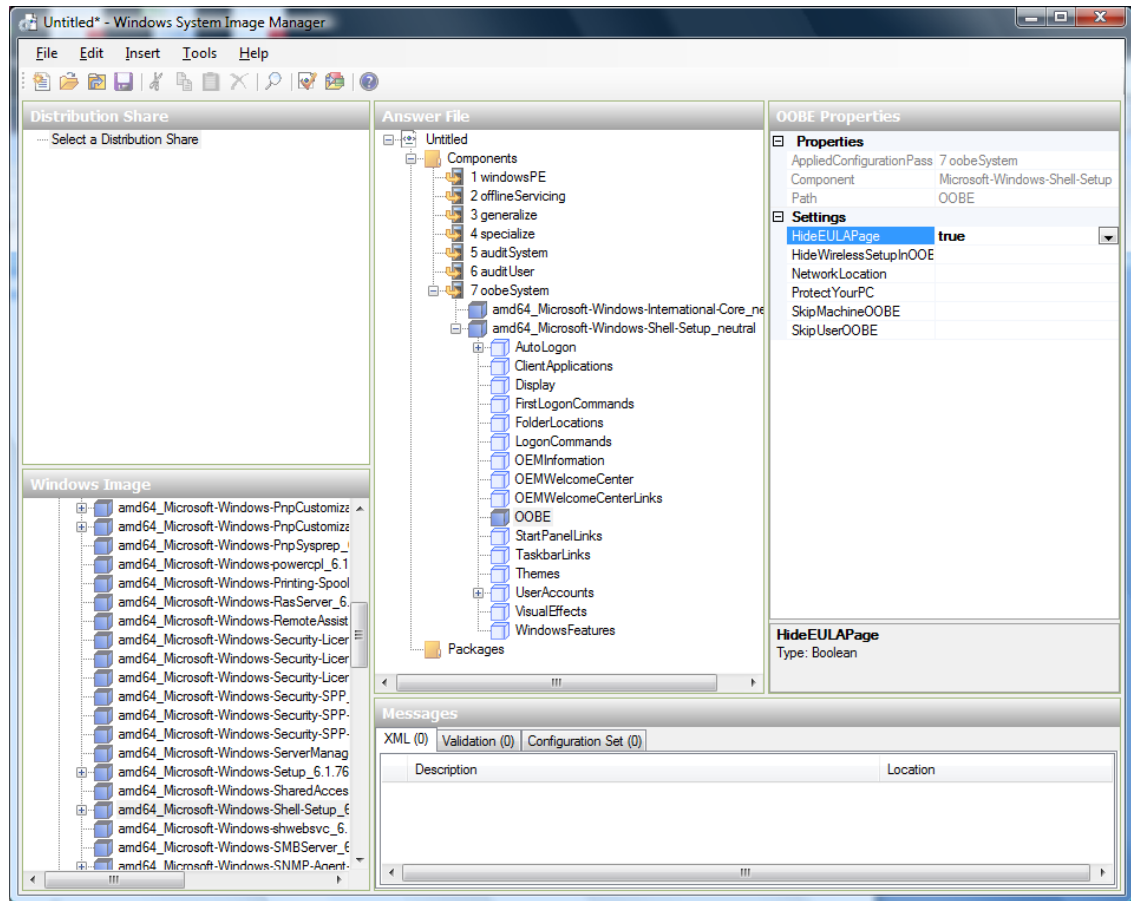 Untitled* - Windows System Image Manager
File Edit Insert Tools Help
Distribution Share
Select a Distribution Share
Windows Image
amd64_Microsoft-Windows-PnpCustomiza
amd64_Microsoft-Windows-PnpCustomiza
amd64_Microsoft-Windows-PnpSysprep_
amd64_Microsoft-Windows-powercpl_6.1
amd64_Microsoft-Windows-Printing-Spool
amd64_Microsoft-Windows-RasServer_6.
amd64_Microsoft-Windows-RemoteAssist
amd64_Microsoft-Windows-Security-Licer
amd64_Microsoft-Windows-Security-Licer
amd64_Microsoft-Windows-Security-Licer
amd64_Microsoft-Windows-Security-SPP_
amd64_Microsoft-Windows-Security-SPP-
amd64_Microsoft-Windows-Security-SPP-
amd64_Microsoft-Windows-ServerManag
amd64_Microsoft-Windows-Setup_6.1.76
amd64_Microsoft-Windows-SharedAcces
amd64_Microsoft-Windows-Shell-Setup_6
amd64_Microsoft-Windows-shwebsvc_6.
amd64_Microsoft-Windows-SMBServer_6
amd64_Microsoft-Windows-SNMP-Agent-
Answer File
Untitled
Components
1 windowsPE
2 offlineServicing
3 generalize
4 specialize
5 auditSystem
6 auditUser
7 oobeSystem
amd64_Microsoft-Windows-International-Core_ne
amd64_Microsoft-Windows-Shell-Setup_neutral
AutoLogon
ClientApplications
Display
FirstLogonCommands
FolderLocations
LogonCommands
OEMInformation
OEMWelcomeCenter
OEMWelcomeCenterLinks
OOBE
StartPanelLinks
TaskbarLinks
Themes
UserAccounts
VisualEffects
WindowsFeatures
Packages
OOBE Properties
Properties
AppliedConfigurationPass 7 oobeSystem
Component Microsoft-Windows-Shell-Setup
Path OOBE
Settings
HideEULAPage true
HideWirelessSetupInOOE
NetworkLocation
ProtectYourPC
SkipMachineOOBE
SkipUserOOBE
HideEULAPage
Type: Boolean
Messages
XML (0) Validation (0) Configuration Set (0)
Description Location